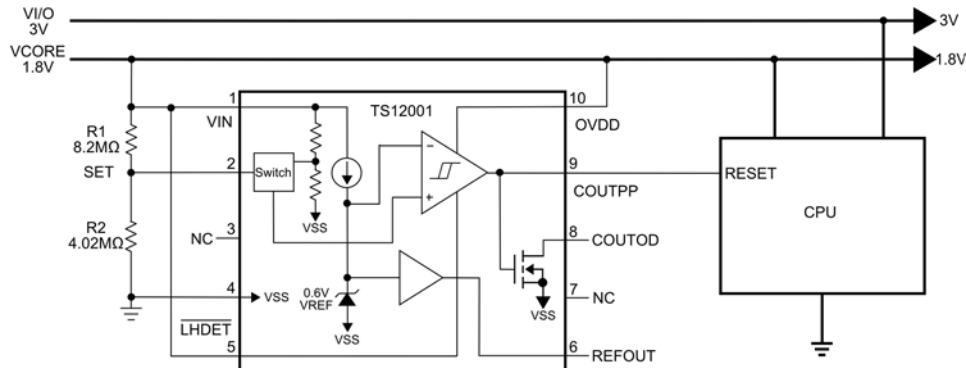 VI/O
3V
3V
VCORE
1.8V
1.8V
1
VIN
TS12001
10
OVDD
R1
8.2MΩ
SET
2
Switch
VSS
−
+
9
COUTPP
RESET
CPU
R2
4.02MΩ
NC
3
8
COUTOD
4
VSS
0.6V
VREF
VSS
VSS
7
NC
LHDET
5
6
REFOUT